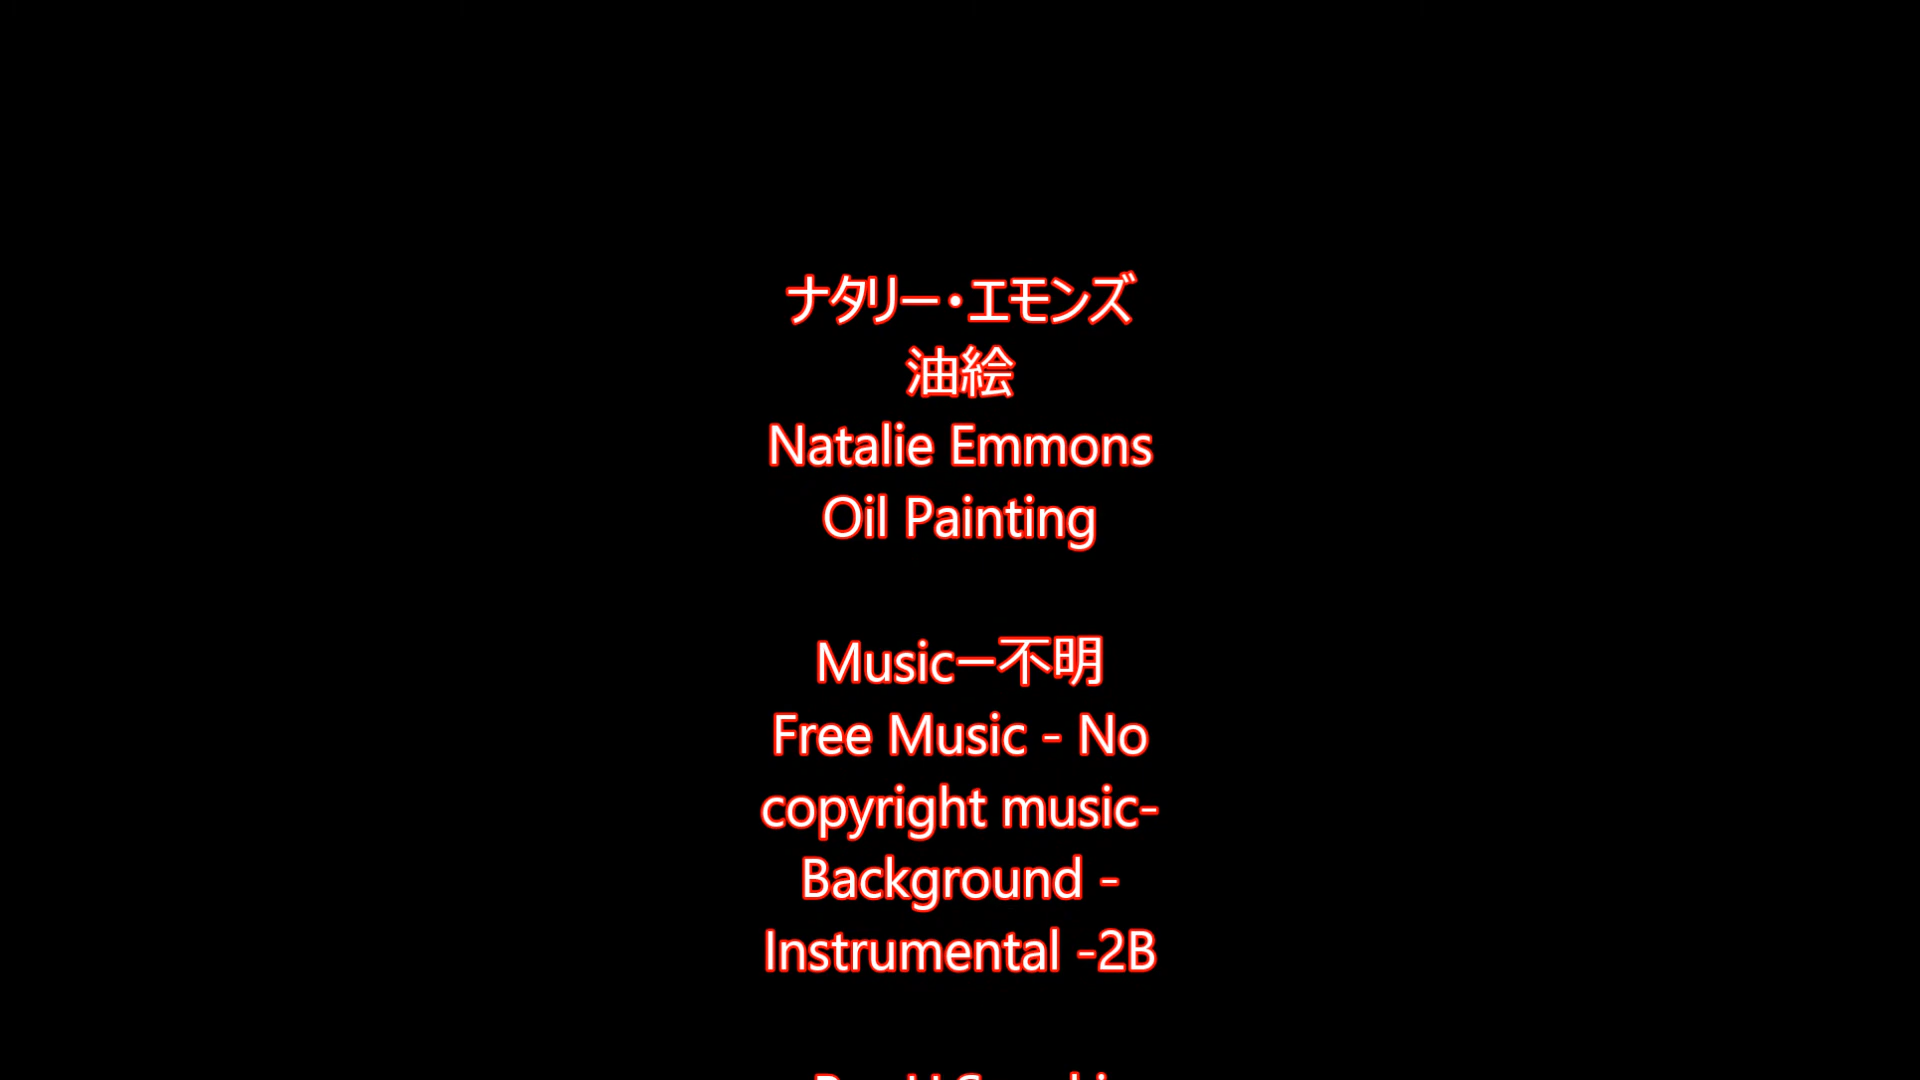 ナタリー・エモンズ
油絵
Natalie Emmons
Oil Painting
Musicー不明
Free Music - No
copyright music-
Background -
Instrumental -2B